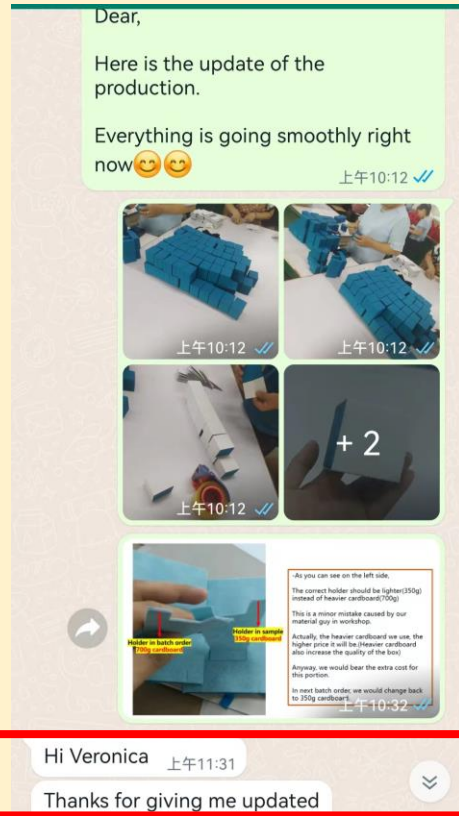 Dear,
Here is the update of the
production.
Everything is going smoothly right
now😊😊
上午10:12
上午10:12
上午10:12
上午10:12
+ 2
Holder in batch order
700g cardboard
Holder in sample
350g cardboard
-As you can see on the left side,
The correct holder should be lighter(350g)
instead of heavier cardboard(700g)
This is a minor mistake caused by our
material guy in workshop.
Actually, the heavier cardboard we use, the
higher price it will be.(Heavier cardboard
also increase the quality of the box)
Anyway, we would bear the extra cost for
this portion.
In next batch order, we would change back
to 350g cardboard.
上午10:32
Hi Veronica
上午11:31
Thanks for giving me updated